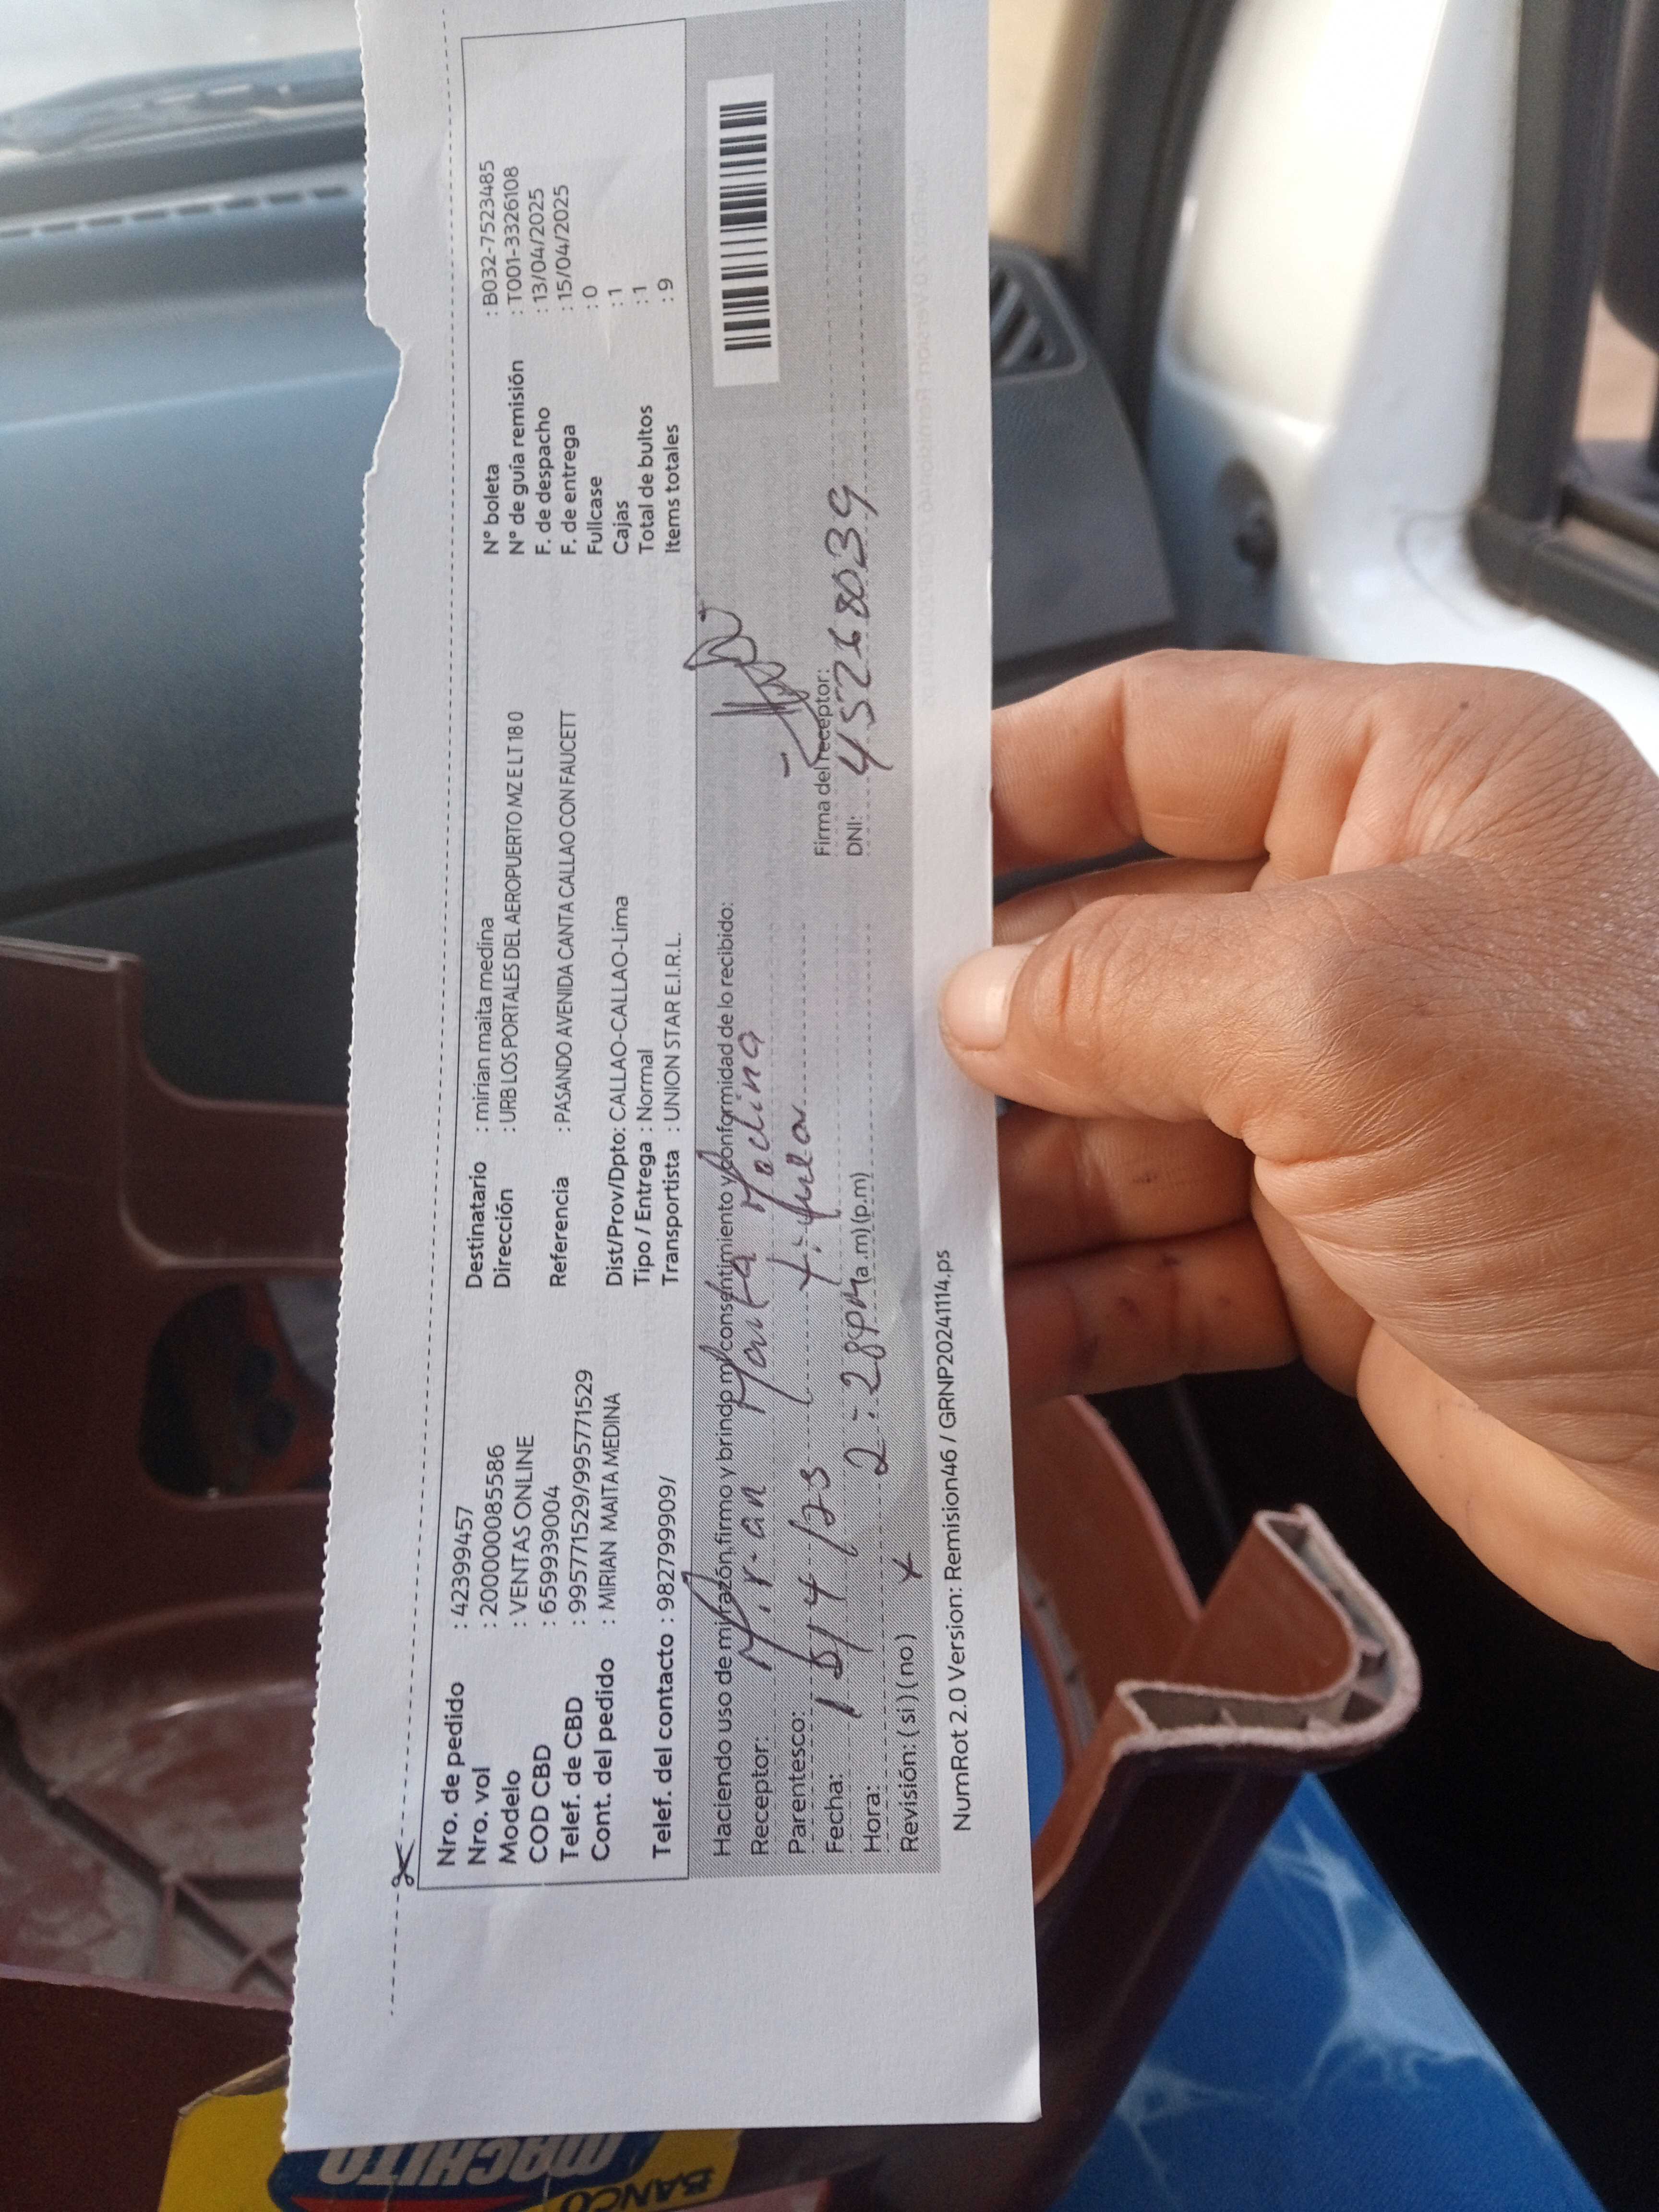 Nro. de pedido : 42399457
Nro. vol : 2000000085586
Modelo : VENTAS ONLINE
COD CBD : 659939004
Telef. de CBD : 995771529/995771529
Cont. del pedido : MIRIAN MAITA MEDINA
Telef. del contacto : 982799909/
Destinatario : mirian maita medina
Dirección : URB LOS PORTALES DEL AEROPUERTO MZ E LT 18 0
Referencia : PASANDO AVENIDA CANTA CALLAO CON FAUCETT
Dist/Prov/Dpto: CALLAO-CALLAO-Lima
Tipo / Entrega : Normal
Transportista : UNION STAR E.I.R.L.
N° boleta : B032-7523485
N° de guía remisión : T001-3326108
F. de despacho : 13/04/2025
F. de entrega : 15/04/2025
Fullcase : 0
Cajas : 1
Total de bultos : 1
Items totales : 9
Haciendo uso de mi razón,firmo y brindo mi consentimiento y conformidad de lo recibido:
Receptor: Mirian Maita Medina
Parentesco: titular
Fecha: 15/4/25
Hora: 2:28PM (a .m) (p.m)
Revisión: ( si ) ( no ) x
Firma del receptor:
DNI: 45268039
NumRot 2.0 Version: Remision46 / GRNP20241114.ps
BANCO
MACHITO